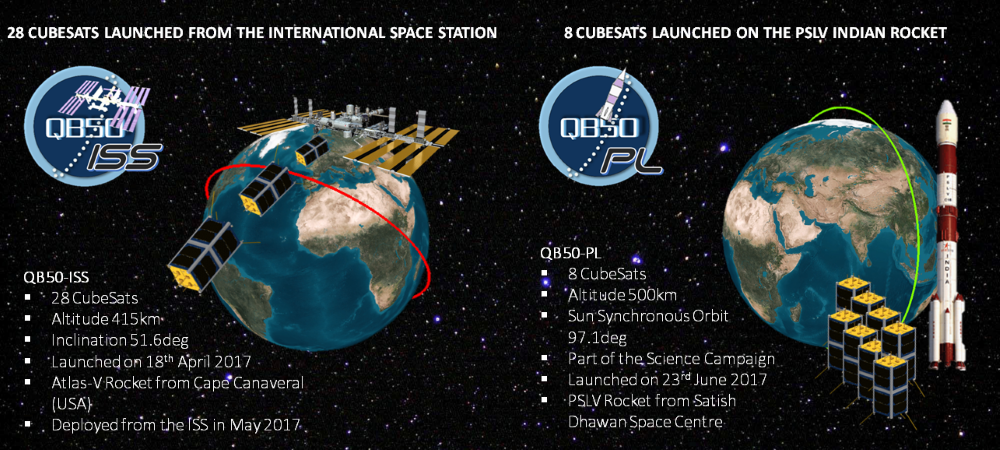 28 CUBESATS LAUNCHED FROM THE INTERNATIONAL SPACE STATION
QB50
ISS
QB50-ISS
▪ 28 CubeSats
▪ Altitude 415km
▪ Inclination 51.6deg
▪ Launched on 18th April 2017
▪ Atlas-V Rocket from Cape Canaveral
(USA)
▪ Deployed from the ISS in May 2017
8 CUBESATS LAUNCHED ON THE PSLV INDIAN ROCKET
QB50
PL
QB50-PL
▪ 8 CubeSats
▪ Altitude 500km
▪ Sun Synchronous Orbit
97.1deg
▪ Part of the Science Campaign
▪ Launched on 23rd June 2017
▪ PSLV Rocket from Satish
Dhawan Space Centre
PSLV
INDIA